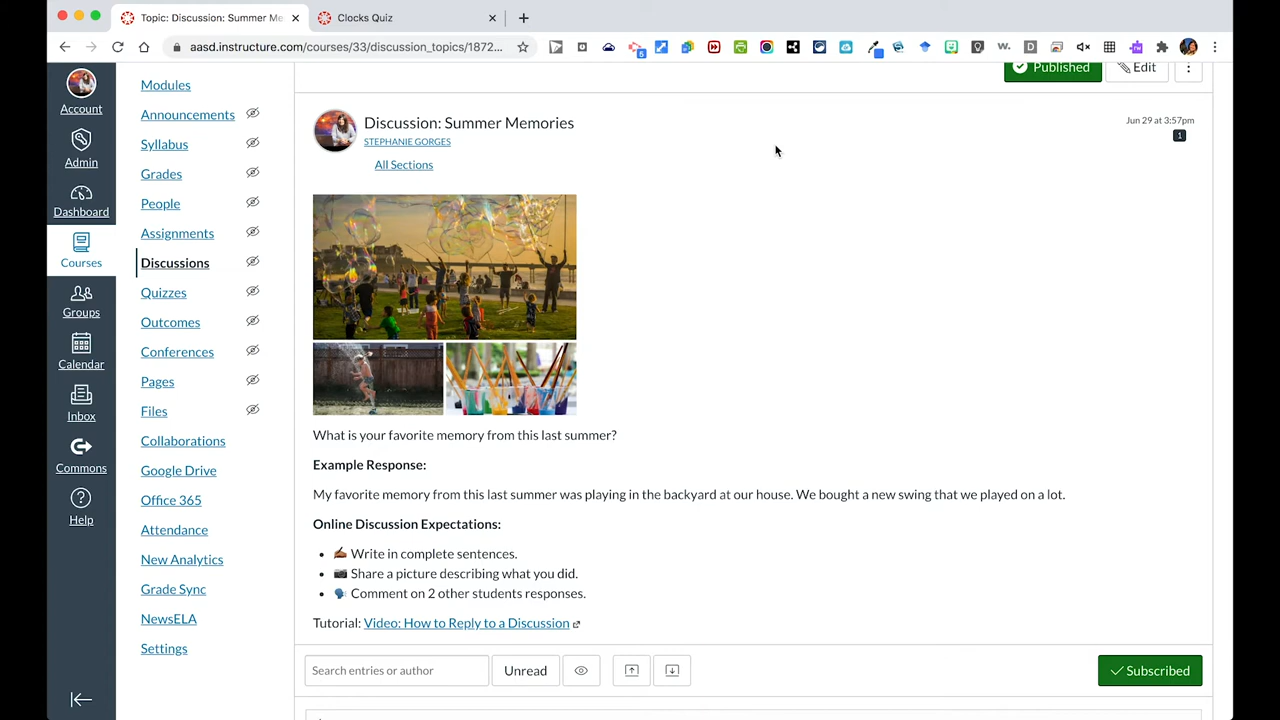 Topic: Discussion: Summer Me
Clocks Quiz
aasd.instructure.com/courses/33/discussion_topics/1872...
Account
Admin
Dashboard
Courses
Groups
Calendar
Inbox
Commons
Help
Modules
Announcements
Syllabus
Grades
People
Assignments
Discussions
Quizzes
Outcomes
Conferences
Pages
Files
Collaborations
Google Drive
Office 365
Attendance
New Analytics
Grade Sync
NewsELA
Settings
Published
Edit
Discussion: Summer Memories
STEPHANIE GORGES
All Sections
Jun 29 at 3:57pm
1
What is your favorite memory from this last summer?
Example Response:
My favorite memory from this last summer was playing in the backyard at our house. We bought a new swing that we played on a lot.
Online Discussion Expectations:
• ✍🏾 Write in complete sentences.
• 📷 Share a picture describing what you did.
• 🗣️ Comment on 2 other students responses.
Tutorial: Video: How to Reply to a Discussion
Search entries or author
Unread
Subscribed